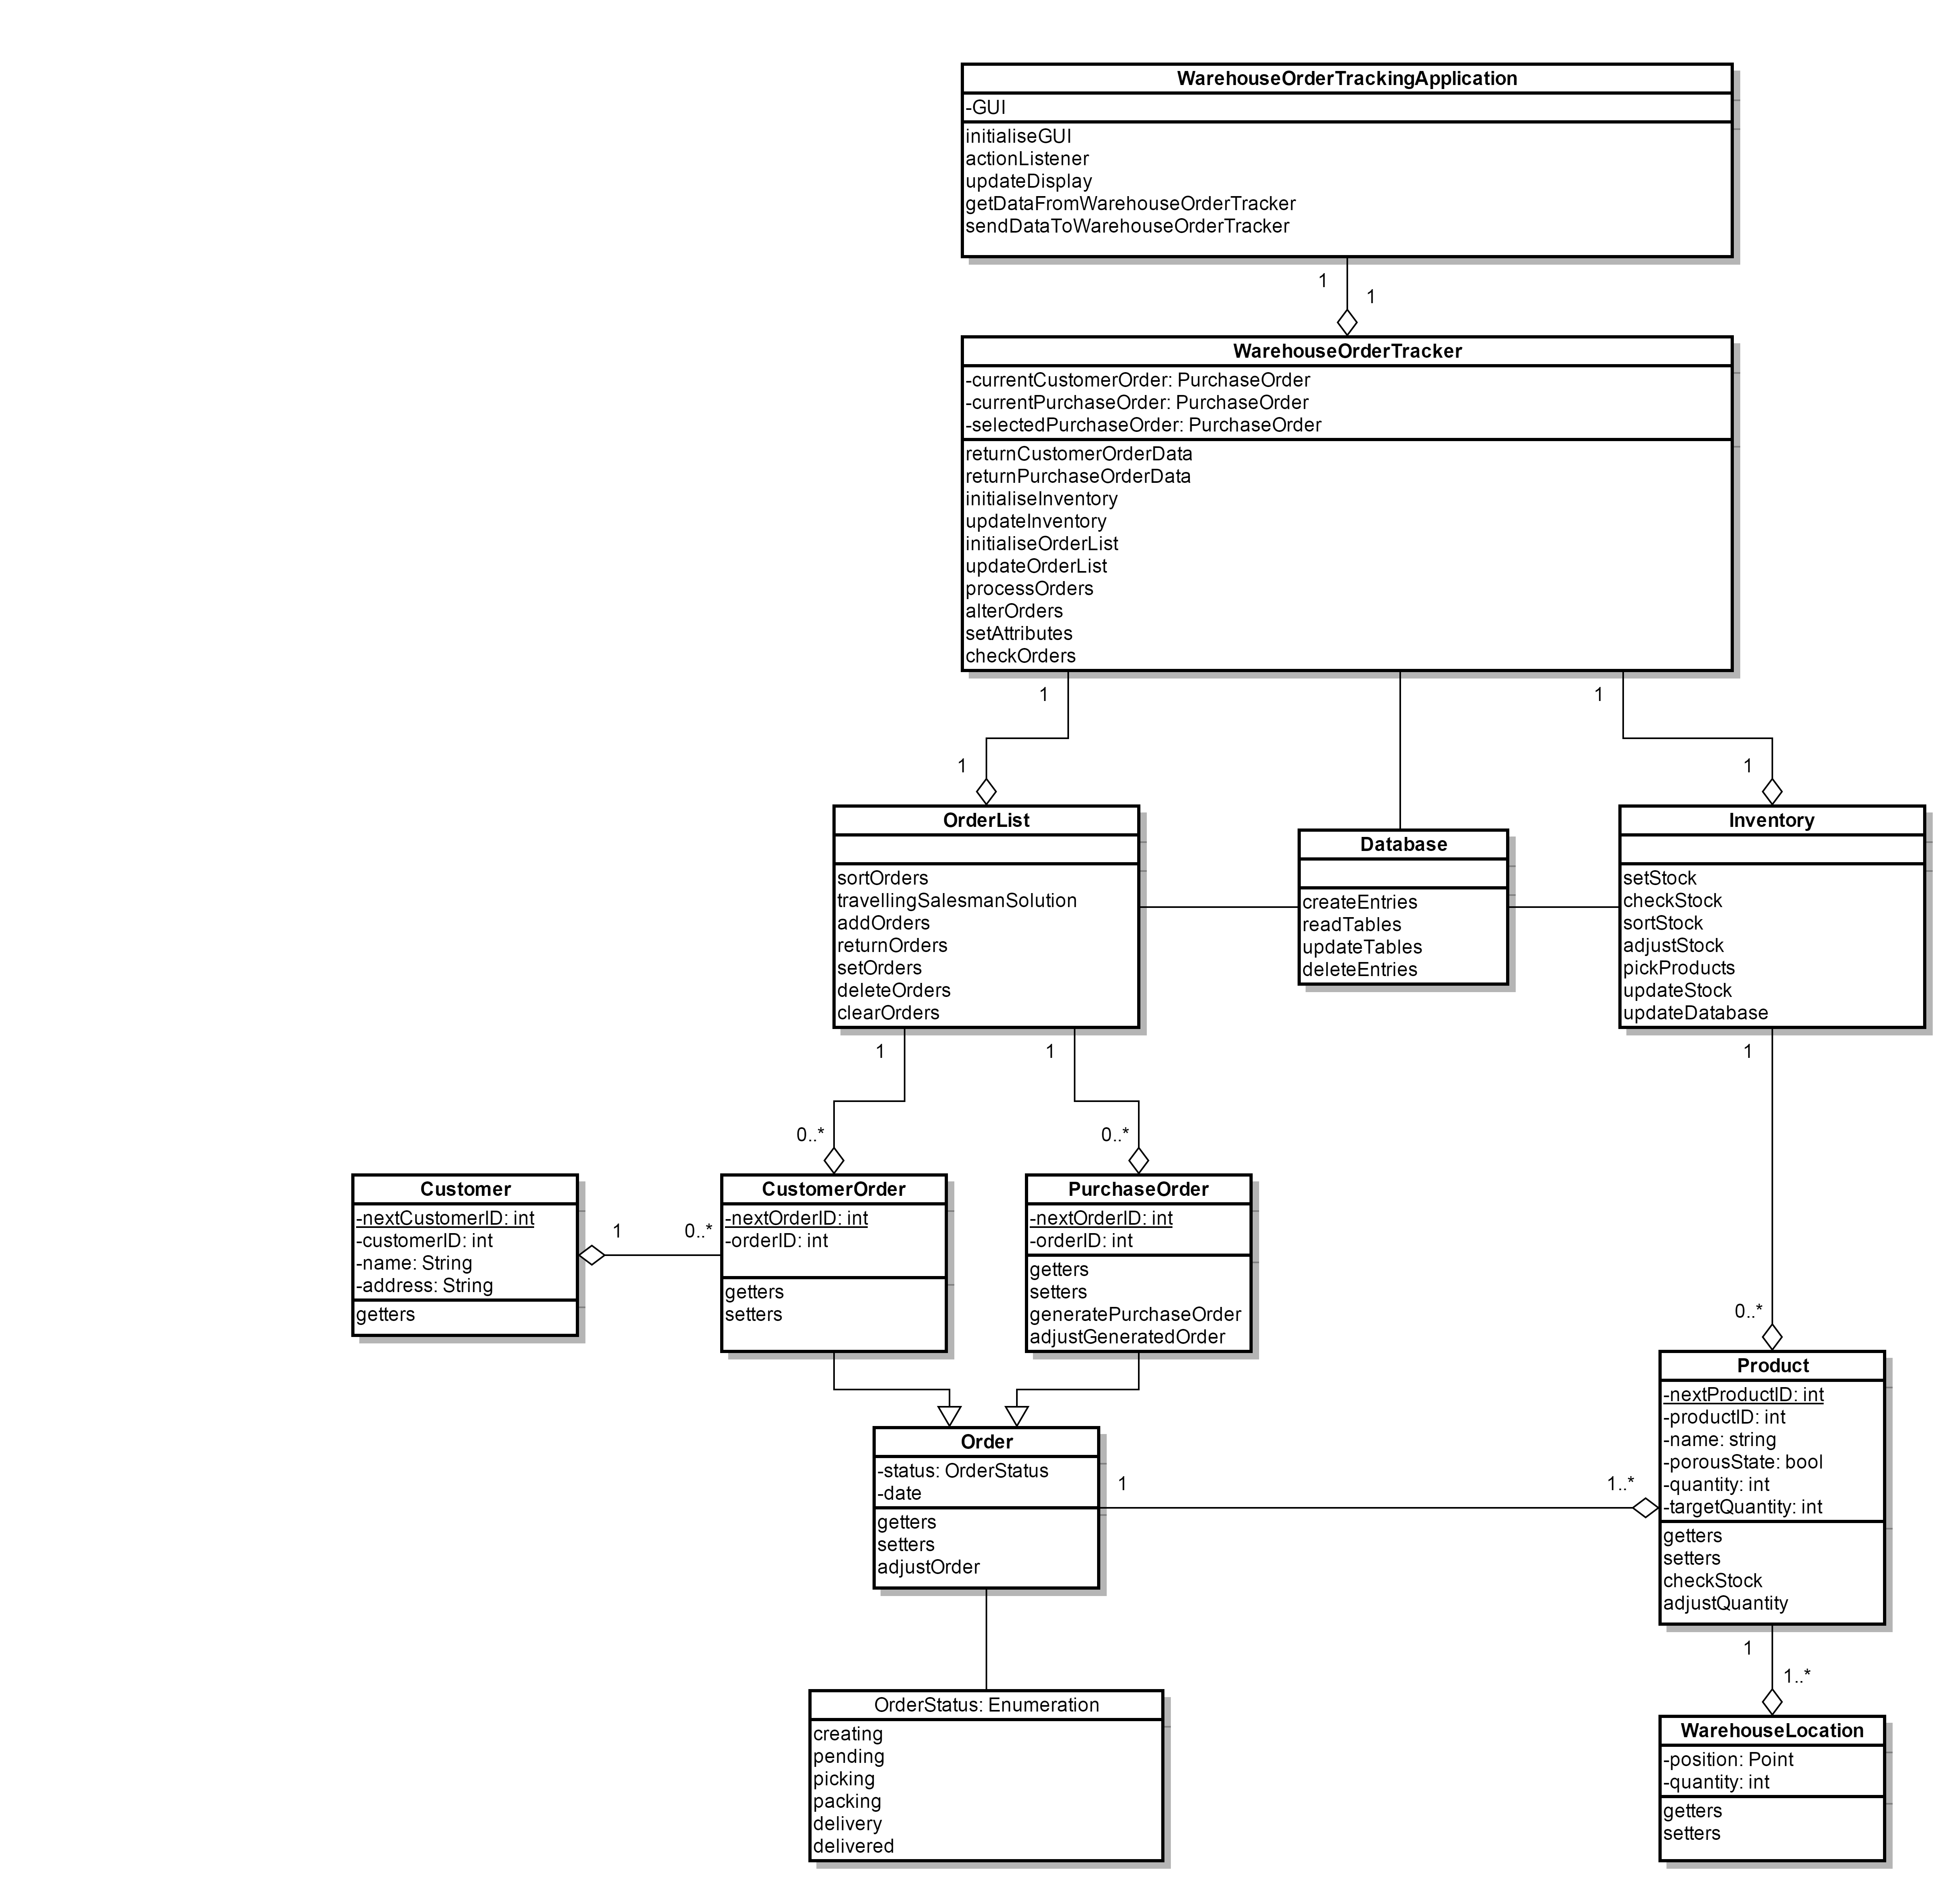 WarehouseOrderTrackingApplication
-GUI
initialiseGUI
actionListener
updateDisplay
getDataFromWarehouseOrderTracker
sendDataToWarehouseOrderTracker
1
1
WarehouseOrderTracker
-currentCustomerOrder: PurchaseOrder
-currentPurchaseOrder: PurchaseOrder
-selectedPurchaseOrder: PurchaseOrder
returnCustomerOrderData
returnPurchaseOrderData
initialiseInventory
updateInventory
initialiseOrderList
updateOrderList
processOrders
alterOrders
setAttributes
checkOrders
1
1
1
1
OrderList
sortOrders
travellingSalesmanSolution
addOrders
returnOrders
setOrders
deleteOrders
clearOrders
Database
createEntries
readTables
updateTables
deleteEntries
Inventory
setStock
checkStock
sortStock
adjustStock
pickProducts
updateStock
updateDatabase
1
1
1
0..*
0..*
Customer
-nextCustomerID: int
-customerID: int
-name: String
-address: String
getters
1
0..*
CustomerOrder
-nextOrderID: int
-orderID: int
getters
setters
PurchaseOrder
-nextOrderID: int
-orderID: int
getters
setters
generatePurchaseOrder
adjustGeneratedOrder
0..*
Product
-nextProductID: int
-productID: int
-name: string
-porousState: bool
-quantity: int
-targetQuantity: int
getters
setters
checkStock
adjustQuantity
Order
-status: OrderStatus
-date
getters
setters
adjustOrder
1
1..*
1
1..*
OrderStatus: Enumeration
creating
pending
picking
packing
delivery
delivered
WarehouseLocation
-position: Point
-quantity: int
getters
setters